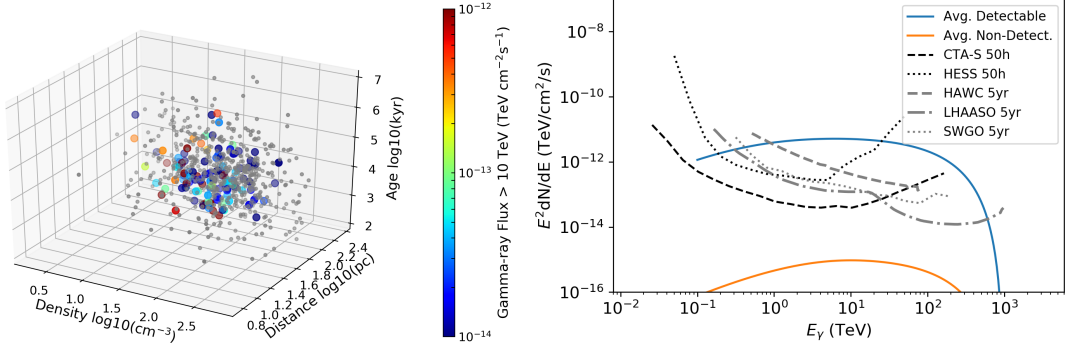 7
6
5
4
3
2
Age log10(kyr)
2.4
2.2
2.0
1.8
1.6
1.4
1.2
1.0
0.8
Distance log10(pc)
0.5
1.0
1.5
2.0
2.5
Density log10(cm⁻³)
10⁻¹²
10⁻¹³
10⁻¹⁴
Gamma-ray Flux > 10 TeV (TeV cm⁻²s⁻¹)
10⁻⁸
10⁻¹⁰
10⁻¹²
10⁻¹⁴
10⁻¹⁶
E²dN/dE (TeV/cm²/s)
Avg. Detectable
Avg. Non-Detect.
CTA-S 50h
HESS 50h
HAWC 5yr
LHAASO 5yr
SWGO 5yr
10⁻²
10⁻¹
10⁰
10¹
10²
10³
Eᵧ (TeV)